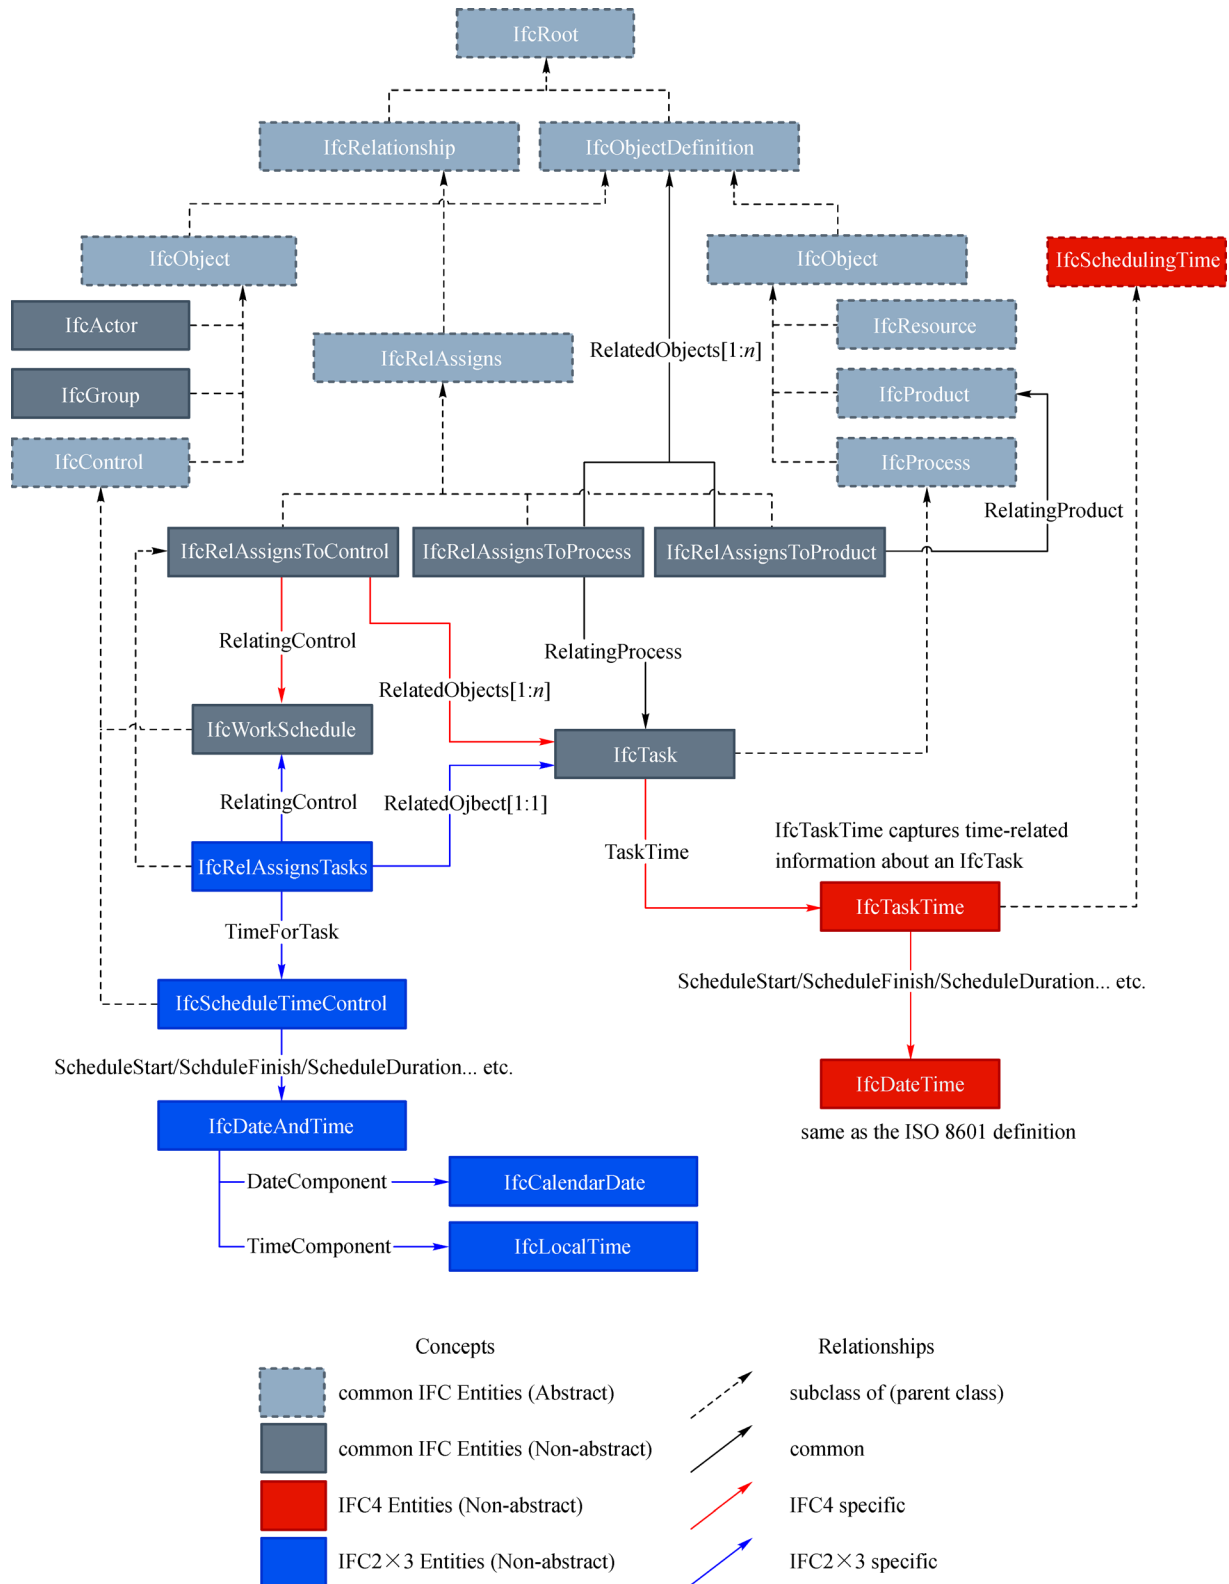 IfcRoot
IfcRelationship
IfcObjectDefinition
IfcObject
IfcObject
IfcSchedulingTime
IfcActor
IfcResource
RelatedObjects[1:n]
IfcRelAssigns
IfcGroup
IfcProduct
IfcControl
IfcProcess
RelatingProduct
IfcRelAssignsToControl
IfcRelAssignsToProcess
IfcRelAssignsToProduct
RelatingControl
RelatingProcess
RelatedObjects[1:n]
IfcWorkSchedule
IfcTask
RelatingControl
RelatedOjbect[1:1]
IfcTaskTime captures time-related
information about an IfcTask
TaskTime
IfcRelAssignsTasks
IfcTaskTime
TimeForTask
ScheduleStart/ScheduleFinish/ScheduleDuration... etc.
IfcScheduleTimeControl
ScheduleStart/SchduleFinish/ScheduleDuration... etc.
IfcDateTime
IfcDateAndTime
same as the ISO 8601 definition
DateComponent
IfcCalendarDate
TimeComponent
IfcLocalTime
Concepts
Relationships
common IFC Entities (Abstract)
subclass of (parent class)
common IFC Entities (Non-abstract)
common
IFC4 Entities (Non-abstract)
IFC4 specific
IFC2×3 Entities (Non-abstract)
IFC2×3 specific